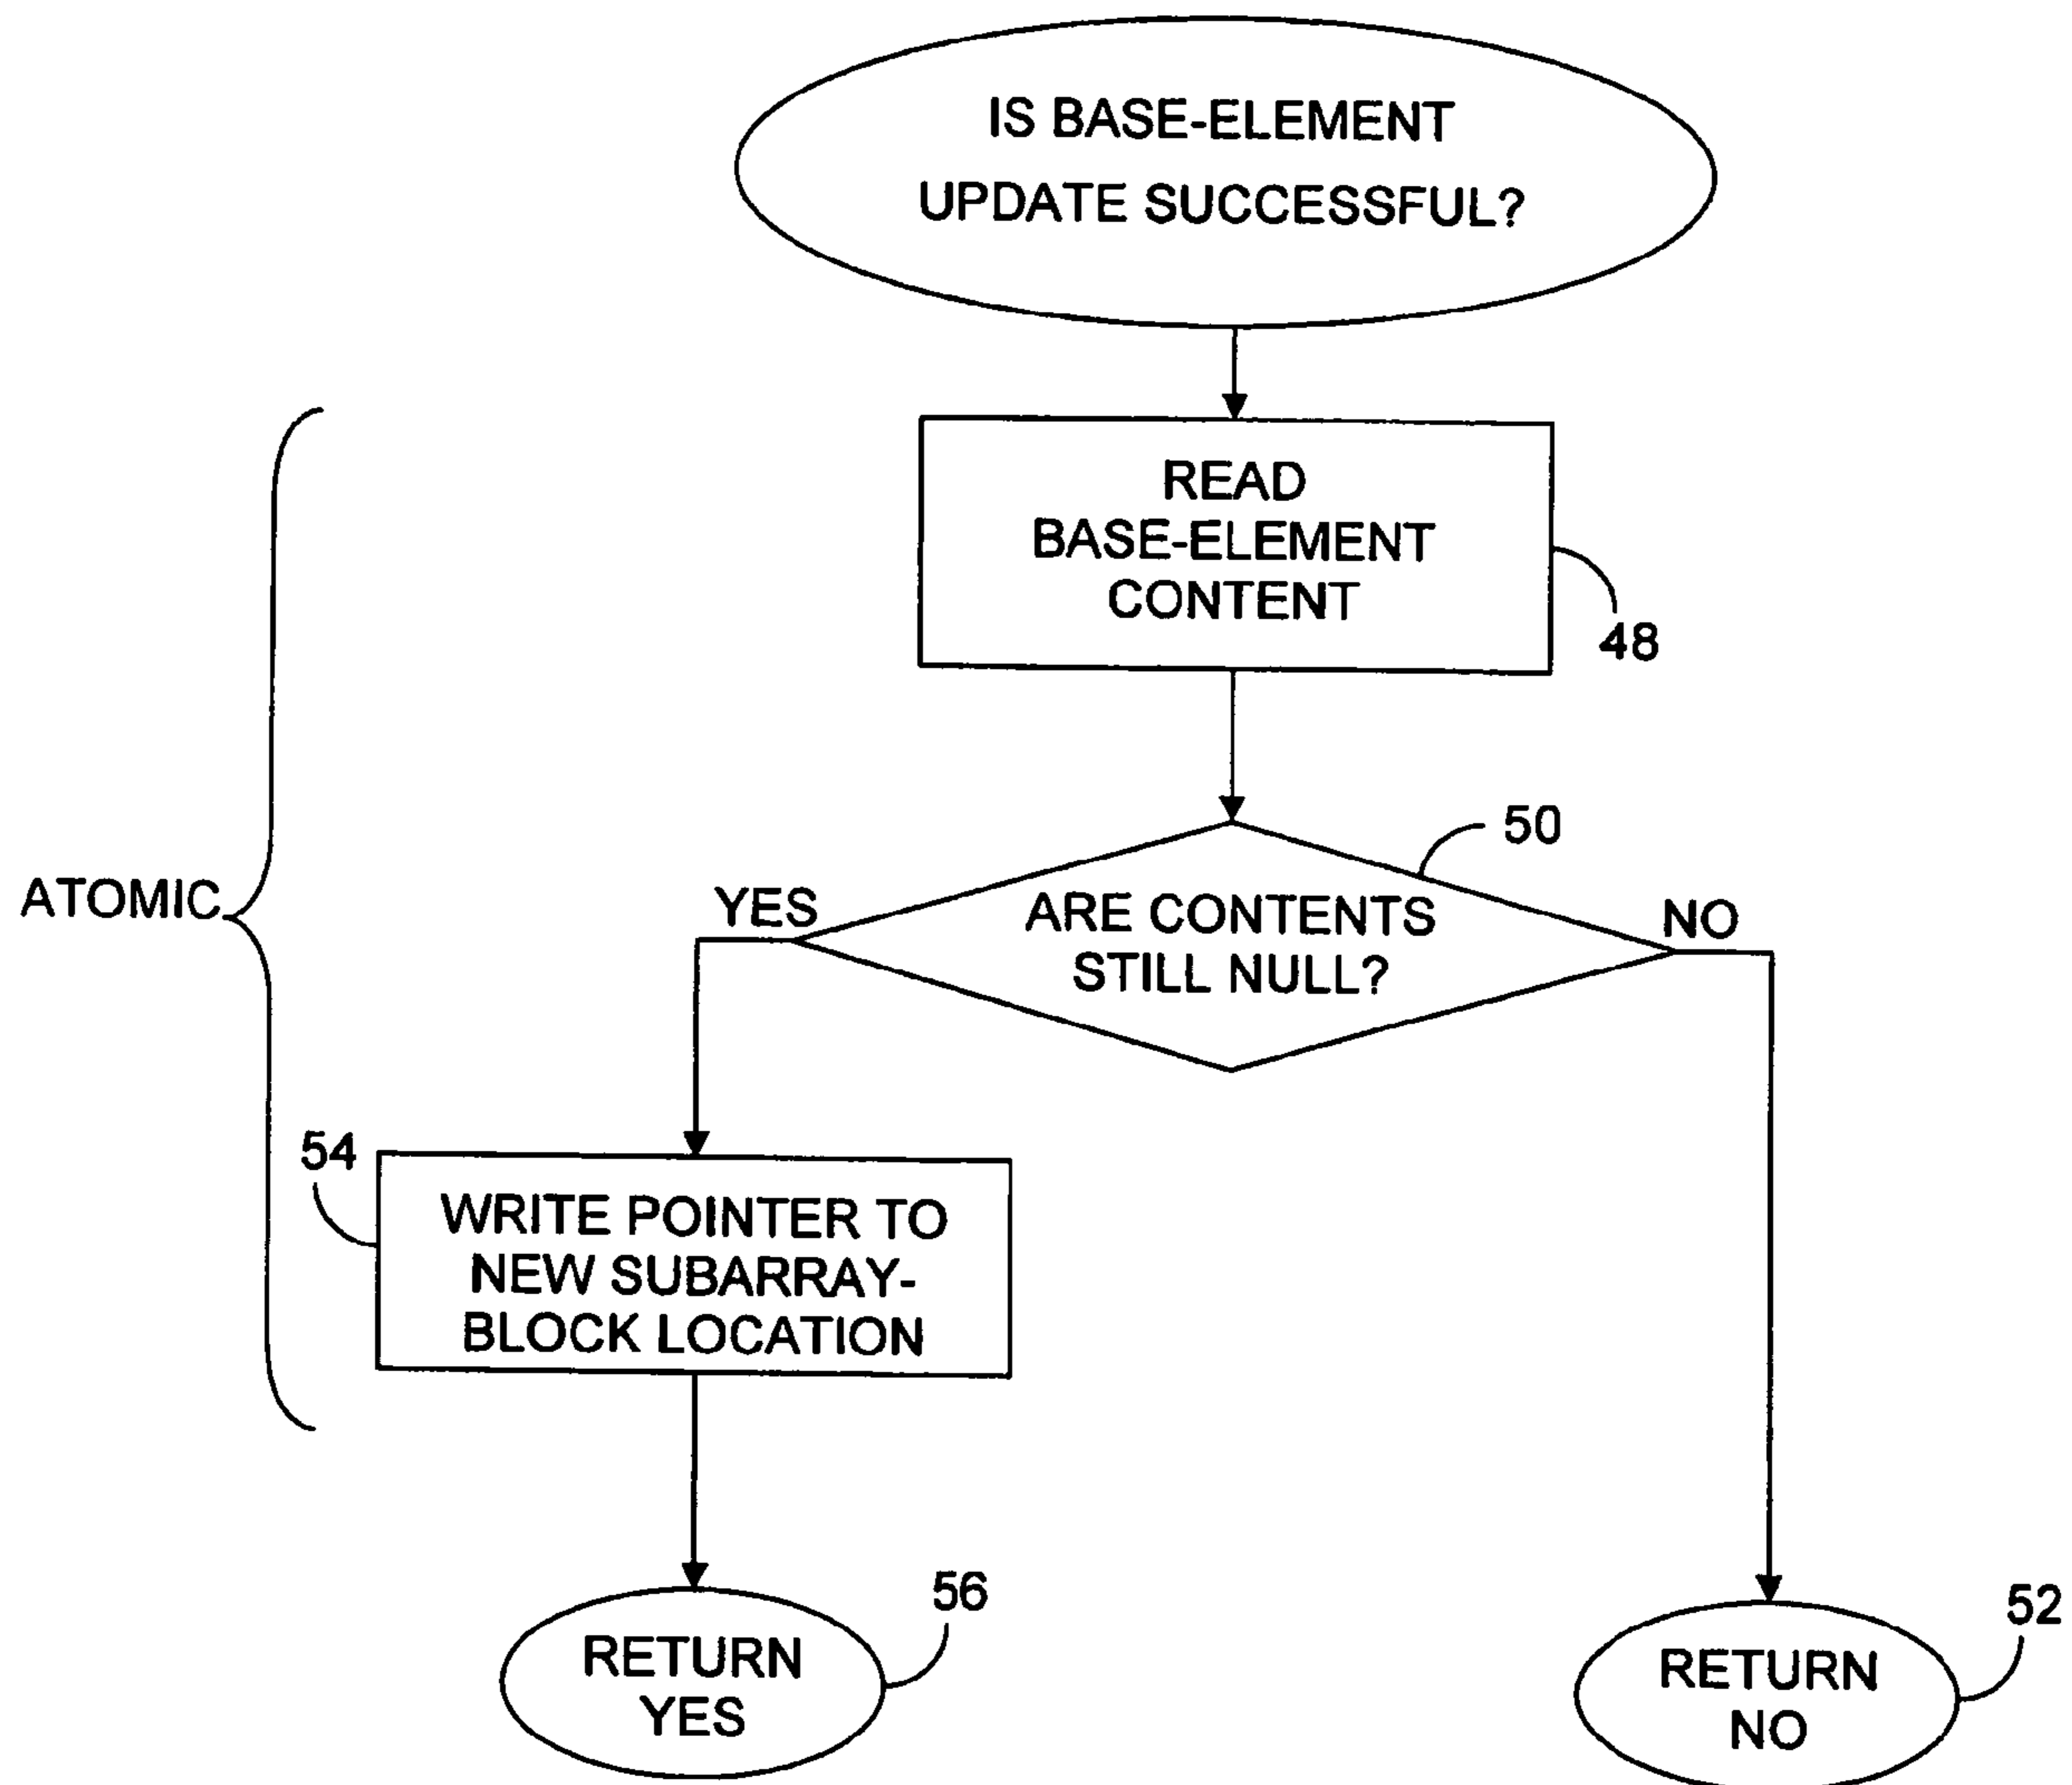 IS BASE-ELEMENT
UPDATE SUCCESSFUL?
READ
BASE-ELEMENT
CONTENT
48
50
ATOMIC
YES
ARE CONTENTS
STILL NULL?
NO
54
WRITE POINTER TO
NEW SUBARRAY-
BLOCK LOCATION
56
RETURN
YES
52
RETURN
NO